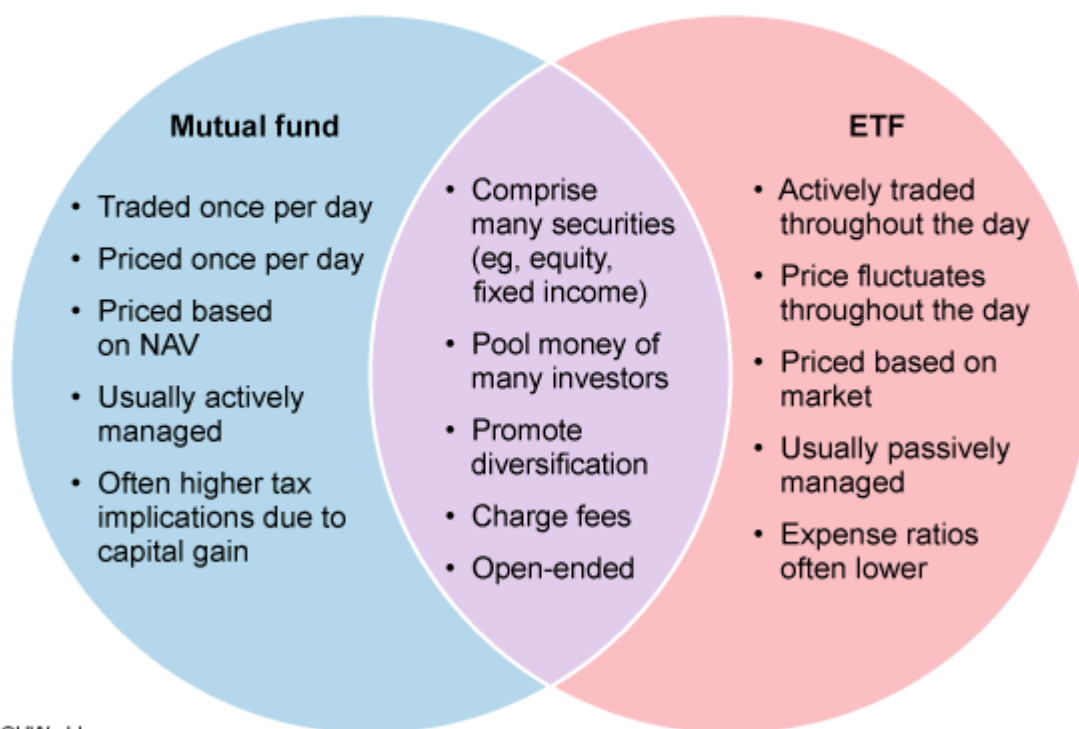 Mutual fund
• Traded once per day
• Priced once per day
• Priced based
on NAV
• Usually actively
managed
• Often higher tax
implications due to
capital gain
• Comprise
many securities
(eg, equity,
fixed income)
• Pool money of
many investors
• Promote
diversification
• Charge fees
• Open-ended
ETF
• Actively traded
throughout the day
• Price fluctuates
throughout the day
• Priced based on
market
• Usually passively
managed
• Expense ratios
often lower